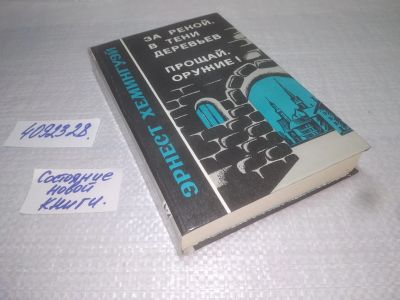 ЗА РЕКОЙ,
В ТЕНИ
ДЕРЕВЬЕВ
ПРОЩАЙ,
ОРУЖИЕ!
ЭРНЕСТ ХЕМИНГУЭЙ
4092328
Состояние
новой
книги.